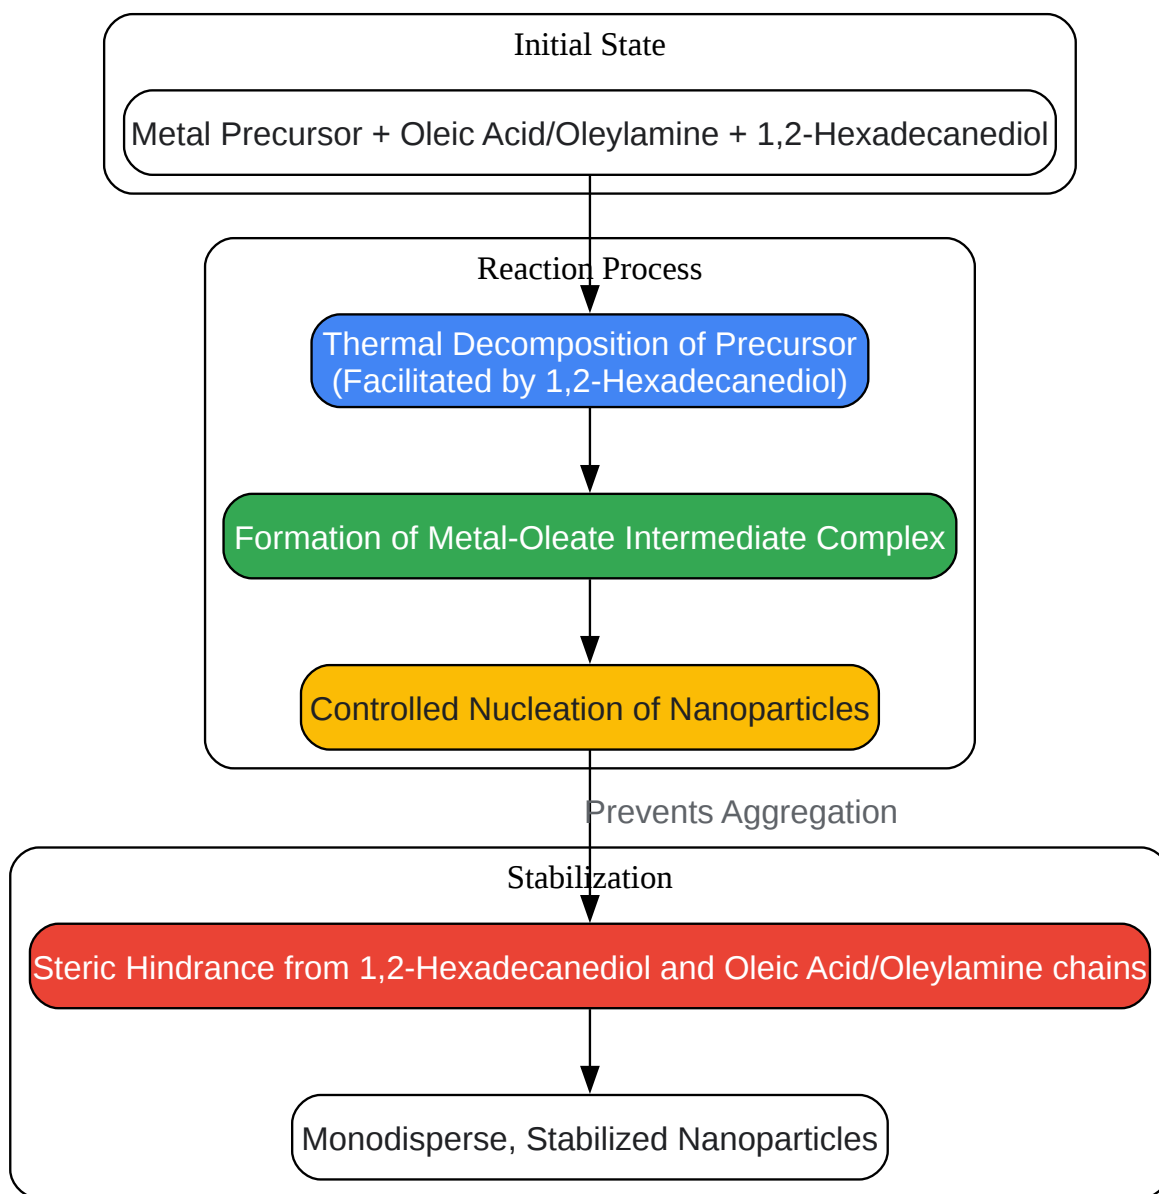 Initial State
Metal Precursor + Oleic Acid/Oleylamine + 1,2-Hexadecanediol
Reaction Process
Thermal Decomposition of Precursor
(Facilitated by 1,2-Hexadecanediol)
Formation of Metal-Oleate Intermediate Complex
Controlled Nucleation of Nanoparticles
Prevents Aggregation
Stabilization
Steric Hindrance from 1,2-Hexadecanediol and Oleic Acid/Oleylamine chains
Monodisperse, Stabilized Nanoparticles